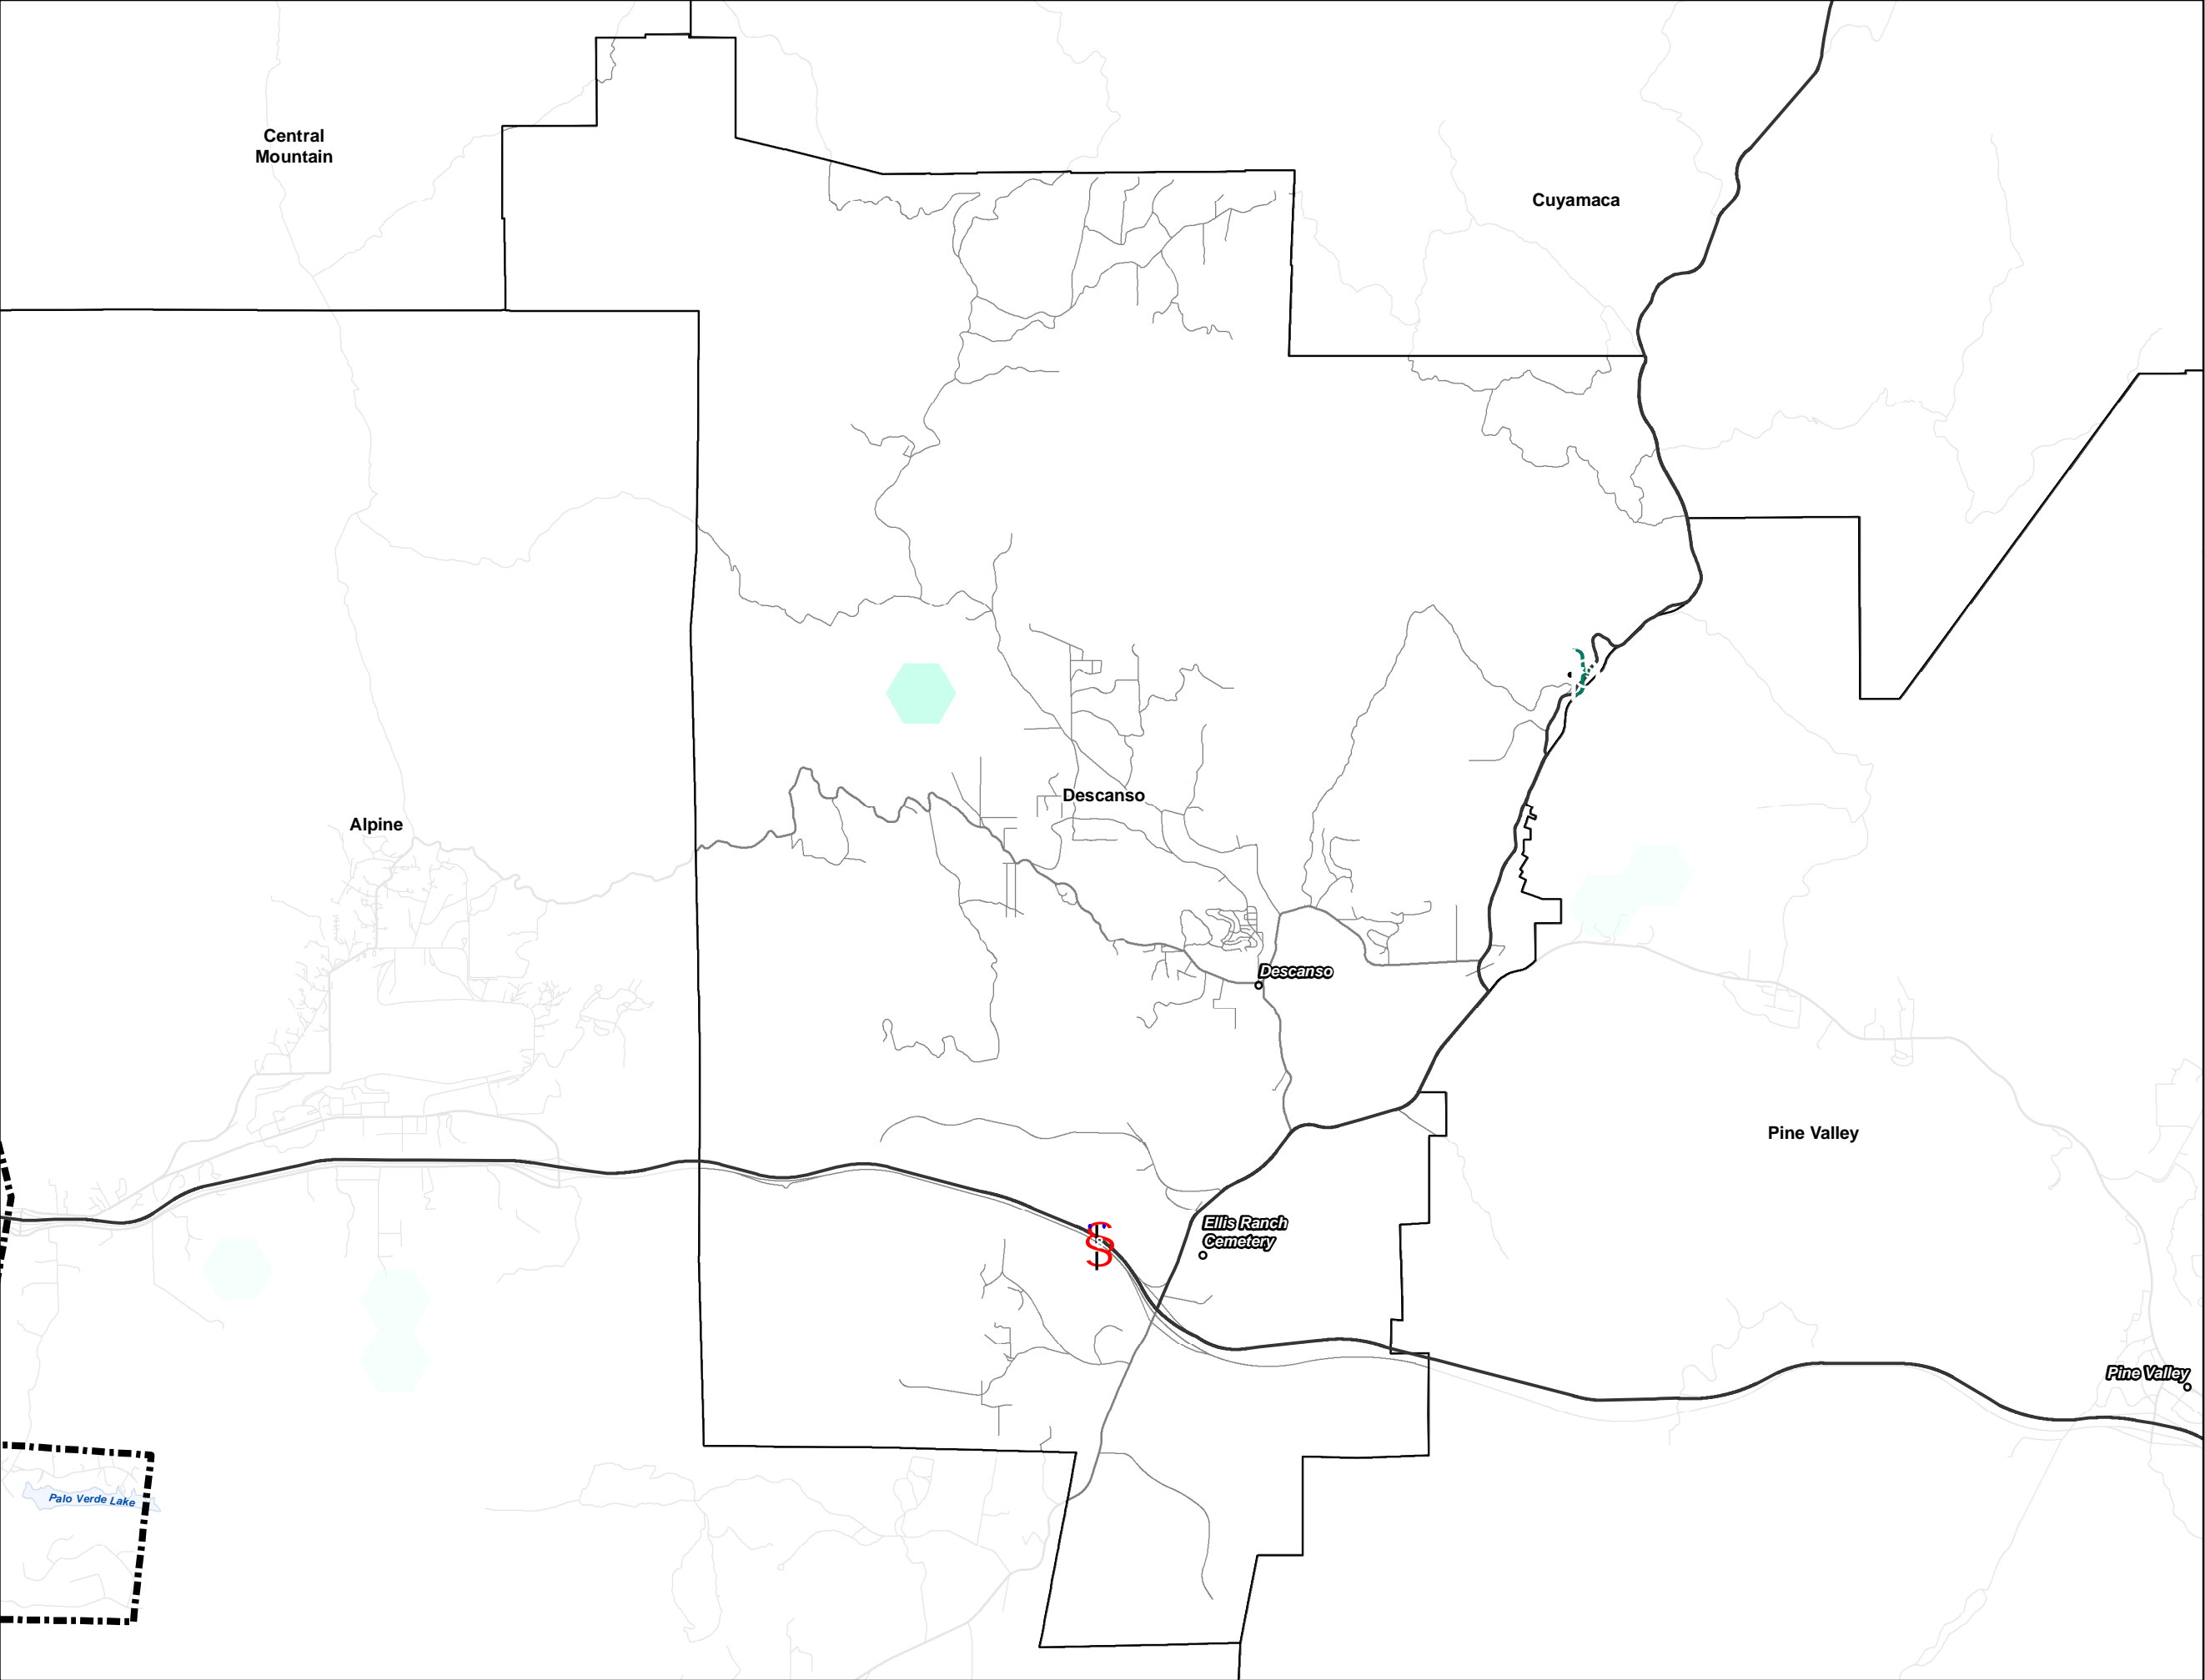 Central
Mountain
Cuyamaca
Descanso
Alpine
Descanso
Pine Valley
Ellis Ranch
Cemetery
Pine Valley
Palo Verde Lake